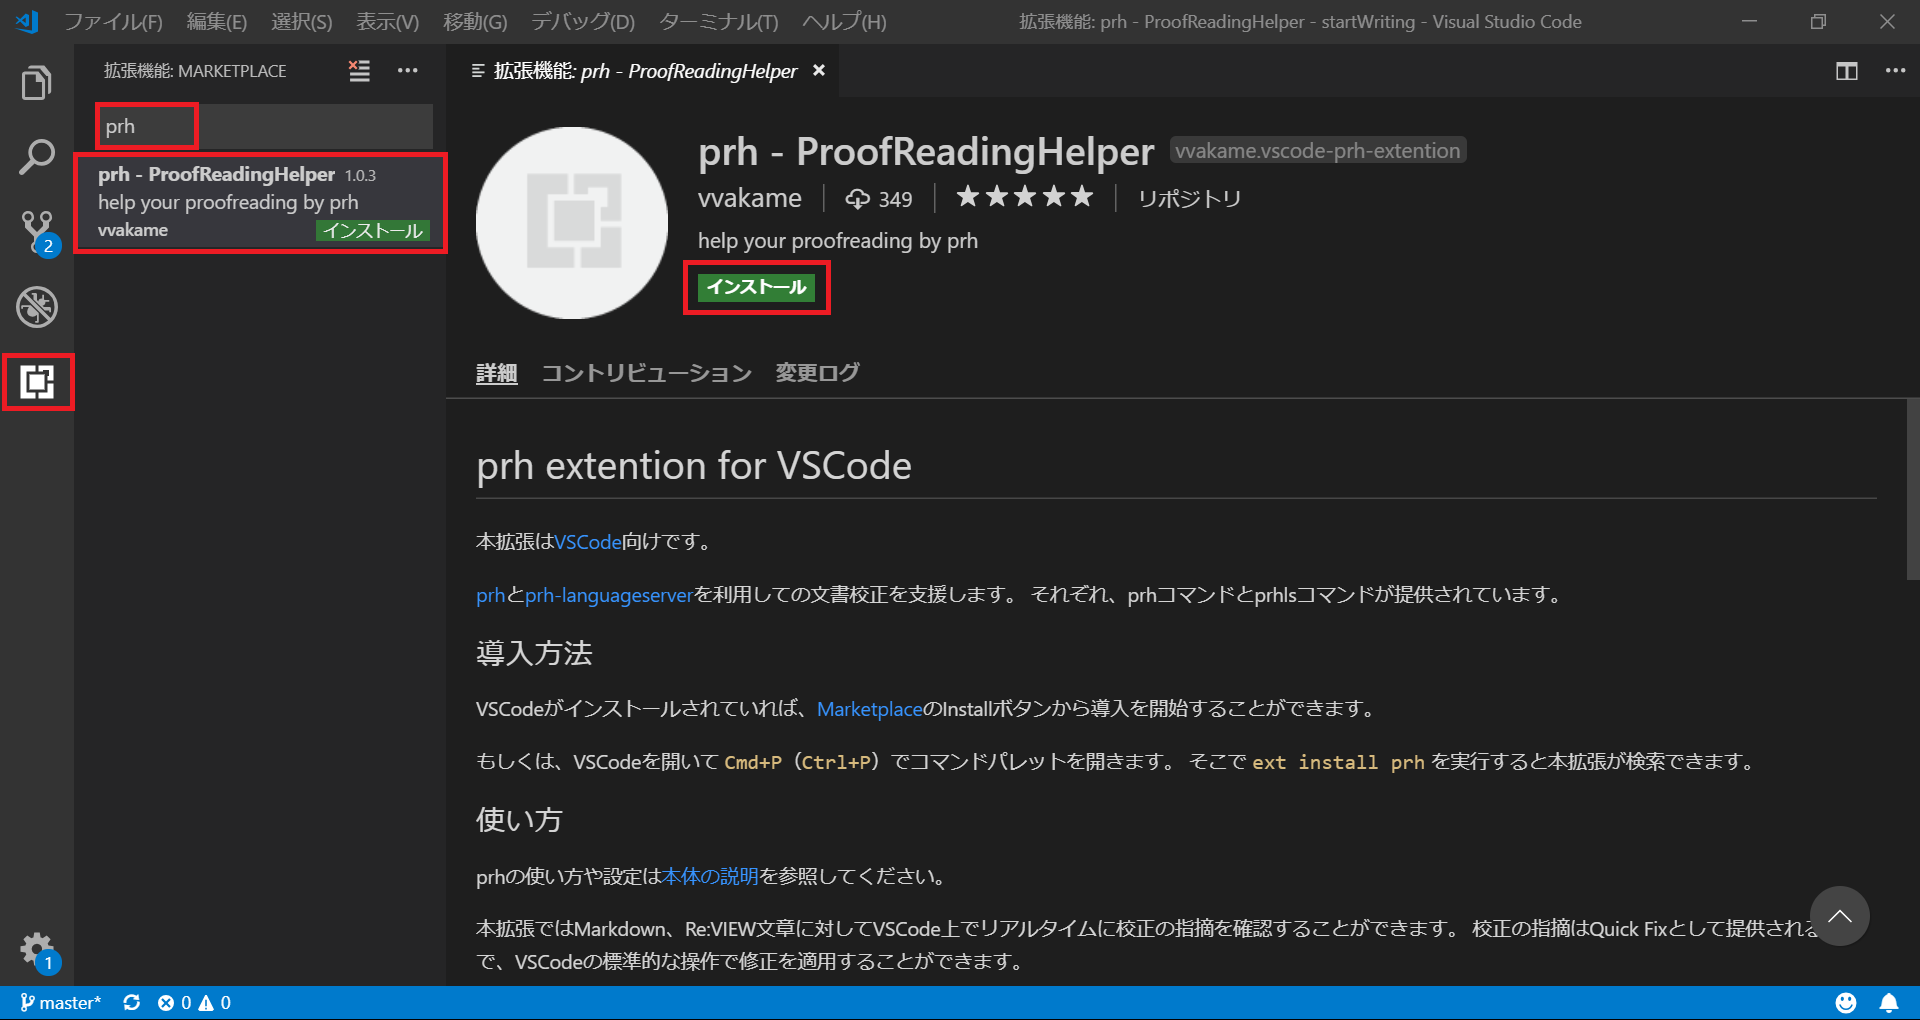 ファイル(F) 編集(E) 選択(S) 表示(V) 移動(G) デバッグ(D) ターミナル(T) ヘルプ(H) 拡張機能: prh - ProofReadingHelper - startWriting - Visual Studio Code
拡張機能: MARKETPLACE
prh
prh - ProofReadingHelper 1.0.3
help your proofreading by prh
vvakame インストール
2
1
拡張機能: prh - ProofReadingHelper
prh - ProofReadingHelper vvakame.vscode-prh-extention
vvakame 349 ★★★★★ リポジトリ
help your proofreading by prh
インストール
詳細 コントリビューション 変更ログ
prh extention for VSCode
本拡張はVSCode向けです。
prhとprh-languageserverを利用しての文書校正を支援します。 それぞれ、prhコマンドとprhlsコマンドが提供されています。
導入方法
VSCodeがインストールされていれば、MarketplaceのInstallボタンから導入を開始することができます。
もしくは、VSCodeを開いて Cmd+P（Ctrl+P）でコマンドパレットを開きます。 そこで ext install prh を実行すると本拡張が検索できます。
使い方
prhの使い方や設定は本体の説明を参照してください。
本拡張ではMarkdown、Re:VIEW文章に対してVSCode上でリアルタイムに校正の指摘を確認することができます。 校正の指摘はQuick Fixとして提供される
で、VSCodeの標準的な操作で修正を適用することができます。
master* 0 0